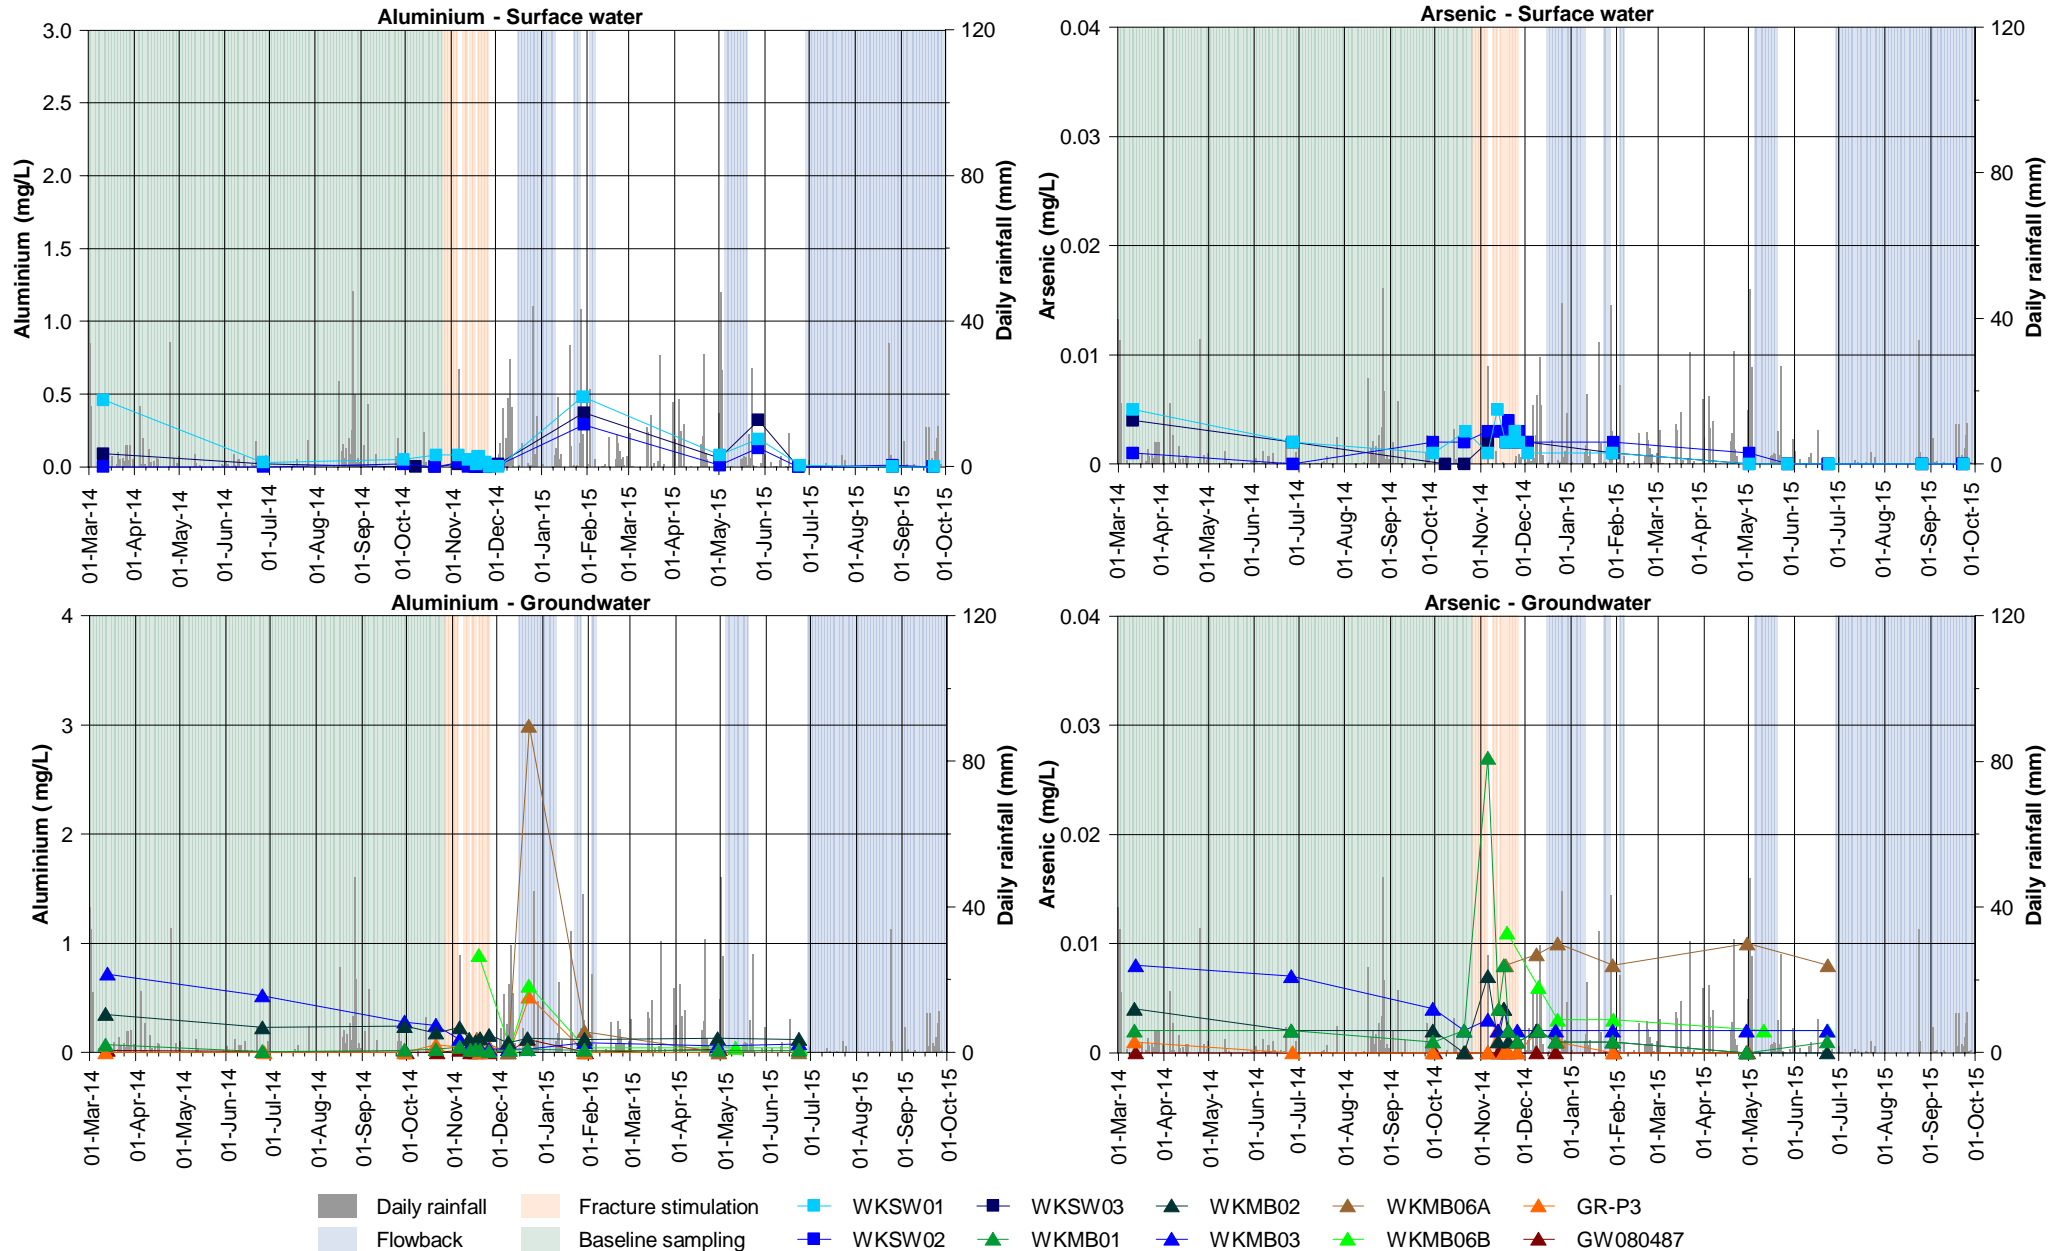 Aluminium - Surface water
3.0
2.5
2.0
1.5
1.0
0.5
0.0
Aluminium (mg/L)
120
80
40
0
Daily rainfall (mm)
01-Mar-14
01-Apr-14
01-May-14
01-Jun-14
01-Jul-14
01-Aug-14
01-Sep-14
01-Oct-14
01-Nov-14
01-Dec-14
01-Jan-15
01-Feb-15
01-Mar-15
01-Apr-15
01-May-15
01-Jun-15
01-Jul-15
01-Aug-15
01-Sep-15
01-Oct-15
Arsenic - Surface water
0.04
0.03
0.02
0.01
0
Arsenic (mg/L)
120
80
40
0
Daily rainfall (mm)
01-Mar-14
01-Apr-14
01-May-14
01-Jun-14
01-Jul-14
01-Aug-14
01-Sep-14
01-Oct-14
01-Nov-14
01-Dec-14
01-Jan-15
01-Feb-15
01-Mar-15
01-Apr-15
01-May-15
01-Jun-15
01-Jul-15
01-Aug-15
01-Sep-15
01-Oct-15
Aluminium - Groundwater
4
3
2
1
0
Aluminium ( mg/L)
120
80
40
0
Daily rainfall (mm)
01-Mar-14
01-Apr-14
01-May-14
01-Jun-14
01-Jul-14
01-Aug-14
01-Sep-14
01-Oct-14
01-Nov-14
01-Dec-14
01-Jan-15
01-Feb-15
01-Mar-15
01-Apr-15
01-May-15
01-Jun-15
01-Jul-15
01-Aug-15
01-Sep-15
01-Oct-15
Arsenic - Groundwater
0.04
0.03
0.02
0.01
0
Arsenic (mg/L)
120
80
40
0
Daily rainfall (mm)
01-Mar-14
01-Apr-14
01-May-14
01-Jun-14
01-Jul-14
01-Aug-14
01-Sep-14
01-Oct-14
01-Nov-14
01-Dec-14
01-Jan-15
01-Feb-15
01-Mar-15
01-Apr-15
01-May-15
01-Jun-15
01-Jul-15
01-Aug-15
01-Sep-15
01-Oct-15
Daily rainfall Fracture stimulation WKSW01 WKSW03 WKMB02 WKMB06A GR-P3
Flowback Baseline sampling WKSW02 WKMB01 WKMB03 WKMB06B GW080487